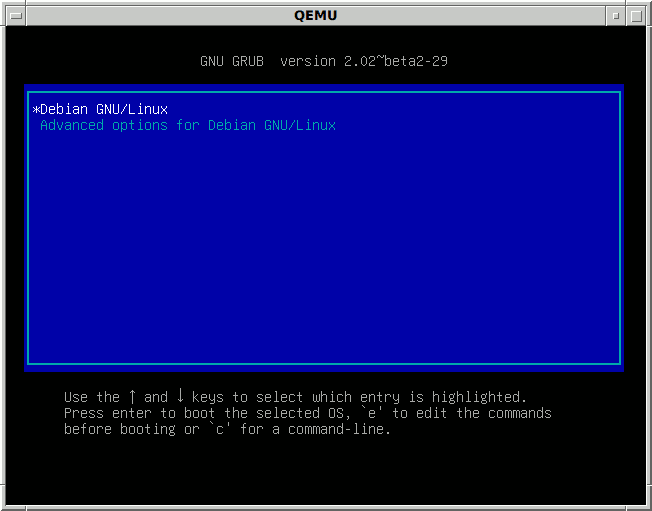 QEMU
GNU GRUB  version 2.02~beta2-29
*Debian GNU/Linux
Advanced options for Debian GNU/Linux
Use the ↑ and ↓ keys to select which entry is highlighted.
Press enter to boot the selected OS, `e' to edit the commands
before booting or `c' for a command-line.